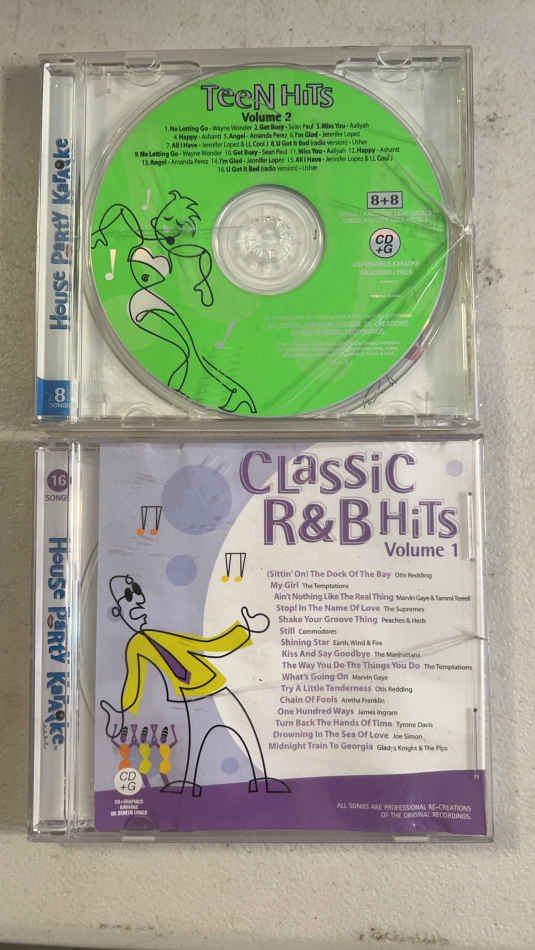 House Party Karaoke
8
SONGS
TeeN HiTs
Volume 2
1. No Letting Go - Wayne Wonder 2. Get Busy - Sean Paul 3. Miss You - Aaliyah
4. Happy - Ashanti 5. Angel - Amanda Perez 6. I'm Glad - Jennifer Lopez
7. All I Have - Jennifer Lopez & LL Cool J 8. U Got It Bad (radio version) - Usher
9. No Letting Go - Wayne Wonder 10. Get Busy - Sean Paul 11. Miss You - Aaliyah 12. Happy - Ashanti
13. Angel - Amanda Perez 14. I'm Glad - Jennifer Lopez 15. All I Have - Jennifer Lopez & LL Cool J
16. U Got It Bad (radio version) - Usher
8+8
CD
+G
16
SONGS
House Party Karaoke
CLassiC
R&B HiTs
Volume 1
(Sittin' On) The Dock Of The Bay Otis Redding
My Girl The Temptations
Ain't Nothing Like The Real Thing Marvin Gaye & Tammi Terrell
Stop! In The Name Of Love The Supremes
Shake Your Groove Thing Peaches & Herb
Still Commodores
Shining Star Earth, Wind & Fire
Kiss And Say Goodbye The Manhattans
The Way You Do The Things You Do The Temptations
What's Going On Marvin Gaye
Try A Little Tenderness Otis Redding
Chain Of Fools Aretha Franklin
One Hundred Ways James Ingram
Turn Back The Hands Of Time Tyrone Davis
Drowning In The Sea Of Love Joe Simon
Midnight Train To Georgia Gladys Knight & The Pips
CD
+G
CD+GRAPHICS
KARAOKE
ON SCREEN LYRICS
ALL SONGS ARE PROFESSIONAL RE-CREATIONS
OF THE ORIGINAL RECORDINGS.